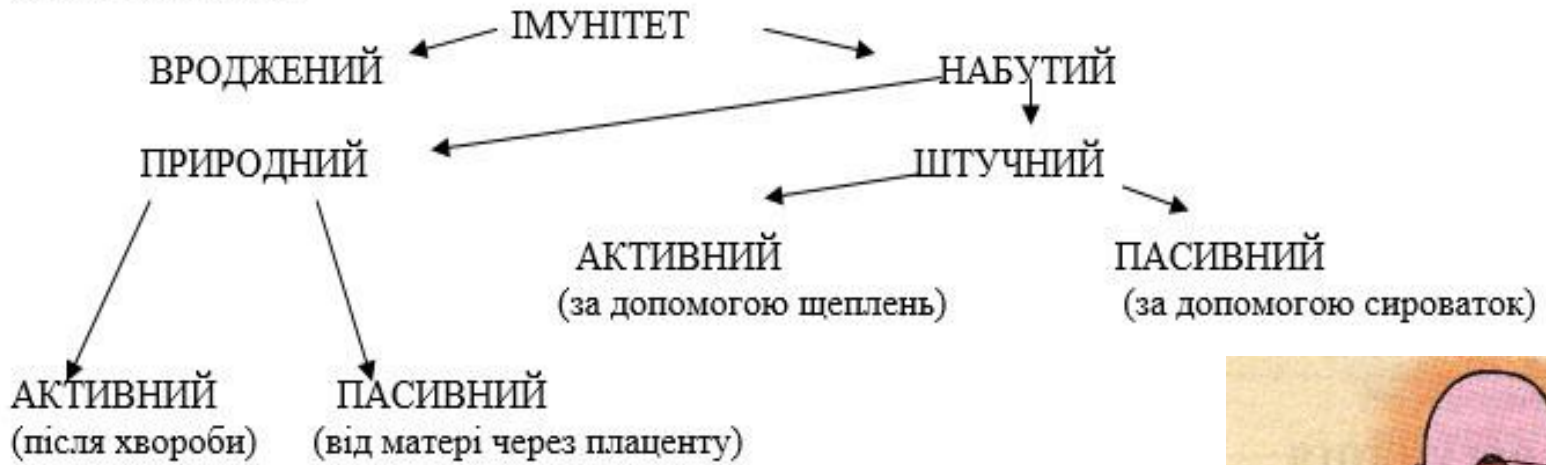 ІМУНІТЕТ
ВРОДЖЕНИЙ НАБУТИЙ
ПРИРОДНИЙ ШТУЧНИЙ
АКТИВНИЙ ПАСИВНИЙ
(за допомогою щеплень) (за допомогою сироваток)
АКТИВНИЙ ПАСИВНИЙ
(після хвороби) (від матері через плаценту)